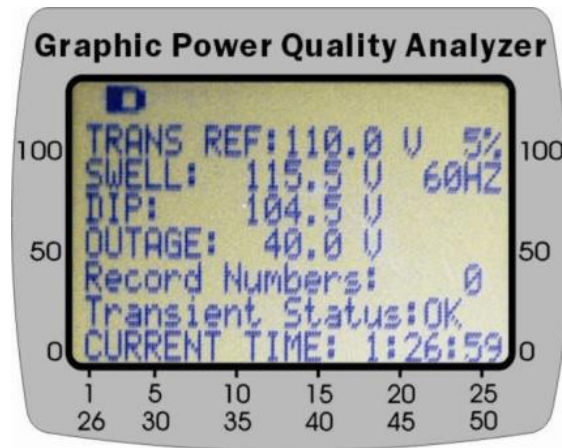 Graphic Power Quality Analyzer
TRANS REF:110.0 V 5%
SWELL: 115.5 V 60HZ
DIP: 104.5 V
OUTAGE: 40.0 V
Record Numbers: 0
Transient Status:OK
CURRENT TIME: 1:26:59
100 100
50 50
0 0
1 5 10 15 20 25
26 30 35 40 45 50